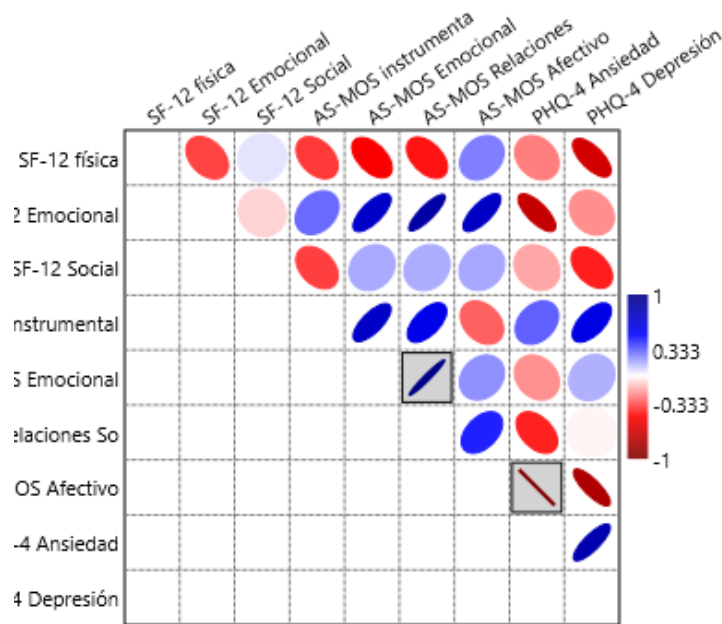 SF-12 física
SF-12 Emocional
SF-12 Social
AS-MOS instrumenta
AS-MOS Emocional
AS-MOS Relaciones
AS-MOS Afectivo
PHQ-4 Ansiedad
PHQ-4 Depresión
SF-12 física
2 Emocional
SF-12 Social
nstrumental
S Emocional
elaciones So
OS Afectivo
-4 Ansiedad
4 Depresión
1
0.333
-0.333
-1